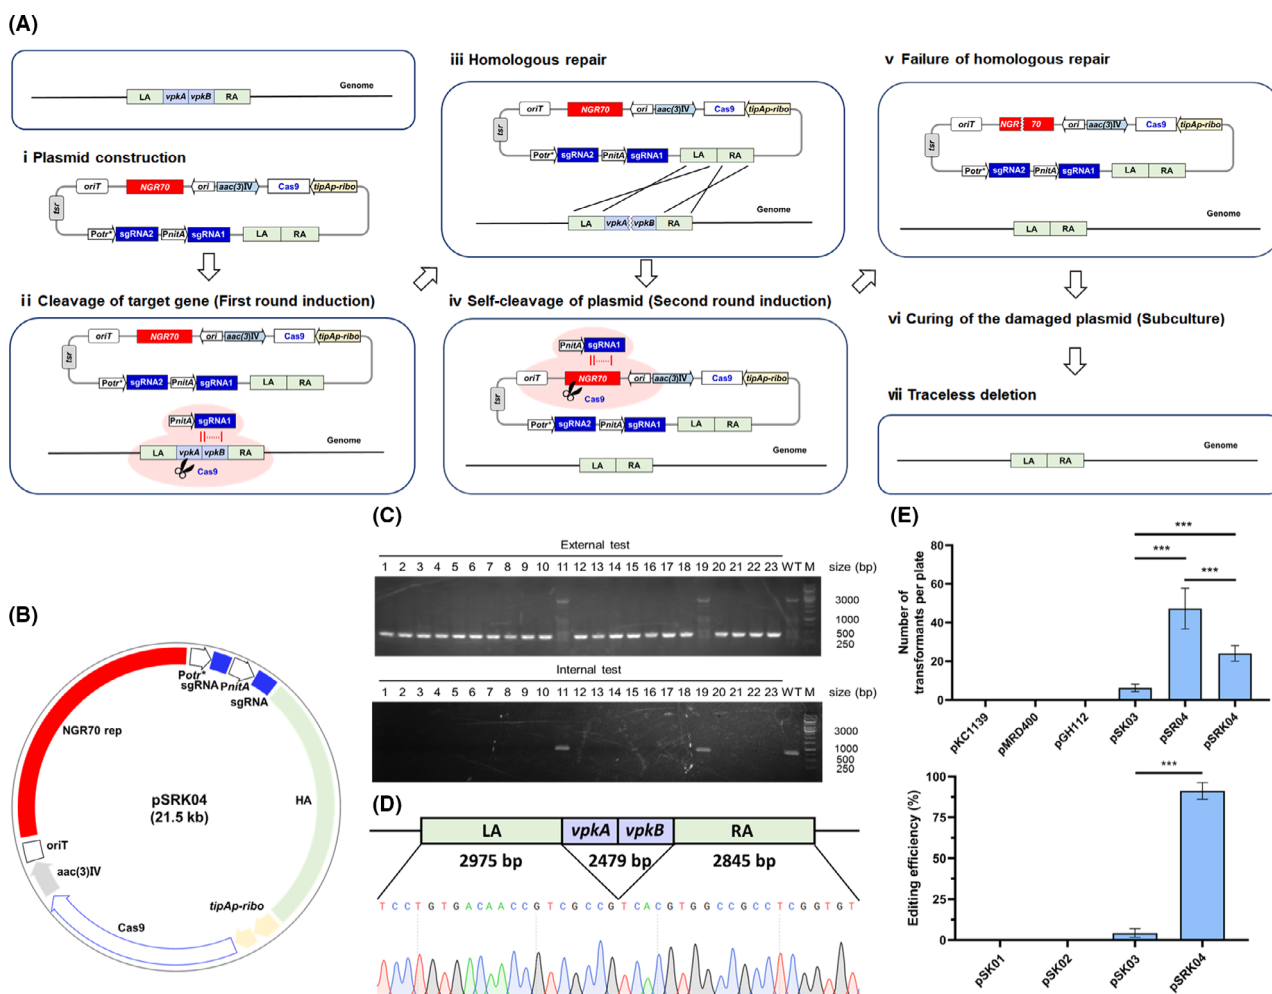 (A)
LA vpkA vpkB RA Genome
i Plasmid construction
oriT NGR70 ori aac(3)IV Cas9 tipAp-ribo
tsr
Potr* sgRNA2 PnitA sgRNA1 LA RA
ii Cleavage of target gene (First round induction)
oriT NGR70 ori aac(3)IV Cas9 tipAp-ribo
tsr
Potr* sgRNA2 PnitA sgRNA1 LA RA
PnitA sgRNA1
Genome
LA vpkA vpkB RA
Cas9
iii Homologous repair
oriT NGR70 ori aac(3)IV Cas9 tipAp-ribo
tsr
Potr* sgRNA2 PnitA sgRNA1 LA RA
Genome
LA vpkA vpkB RA
iv Self-cleavage of plasmid (Second round induction)
PnitA sgRNA1
oriT NGR70 ori aac(3)IV Cas9 tipAp-ribo
Cas9
tsr
Potr* sgRNA2 PnitA sgRNA1 LA RA
Genome
LA RA
v Failure of homologous repair
oriT NGR 70 ori aac(3)IV Cas9 tipAp-ribo
tsr
Potr* sgRNA2 PnitA sgRNA1 LA RA
Genome
LA RA
vi Curing of the damaged plasmid (Subculture)
vii Traceless deletion
Genome
LA RA
(B)
Potr*
sgRNA PnitA
sgRNA
NGR70 rep
HA
pSRK04
(21.5 kb)
oriT
aac(3)IV
Cas9
tipAp-ribo
(C)
External test
1 2 3 4 5 6 7 8 9 10 11 12 13 14 15 16 17 18 19 20 21 22 23 WT M size (bp)
3000
1000
500
250
Internal test
1 2 3 4 5 6 7 8 9 10 11 12 13 14 15 16 17 18 19 20 21 22 23 WT M size (bp)
3000
1000
500
250
(D)
LA vpkA vpkB RA
2975 bp 2479 bp 2845 bp
T C C T G T G A C A A C C G T C G C C G T C A C G T G G C C G C C T C G G T G T
(E)
Number of
transformants per plate
80
60
40
20
0
***
***
***
pKC1139 pMRD400 pGH112 pSK03 pSR04 pSRK04
Editing efficiency (%)
100
75
50
25
0
***
pSK01 pSK02 pSK03 pSRK04